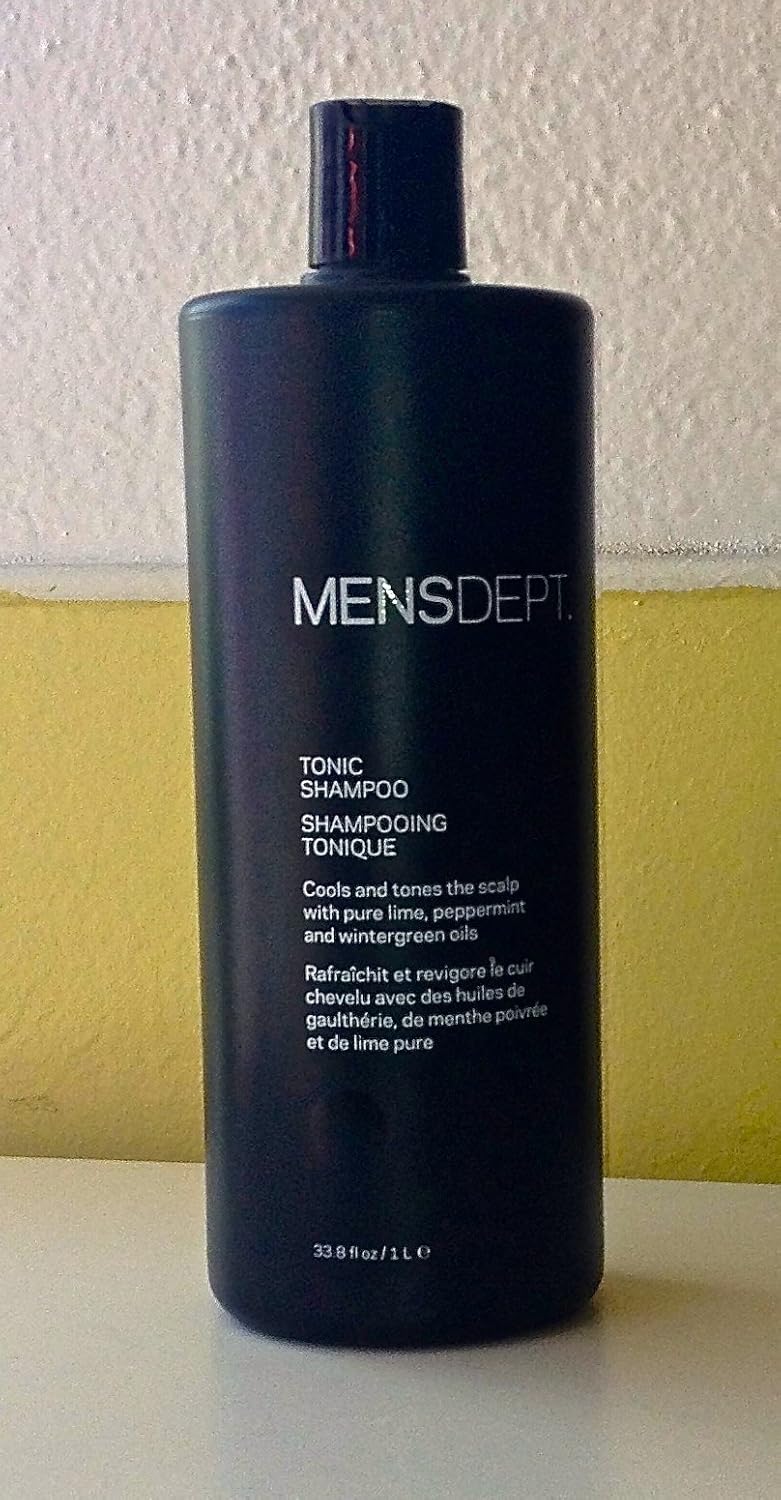 MENSDEPT.
TONIC
SHAMPOO
SHAMPOOING
TONIQUE
Cools and tones the scalp
with pure lime, peppermint
and wintergreen oils
Rafraîchit et revigore le cuir
chevelu avec des huiles de
gaulthérie, de menthe poivrée
et de lime pure
33.8 fl oz / 1 L ℮